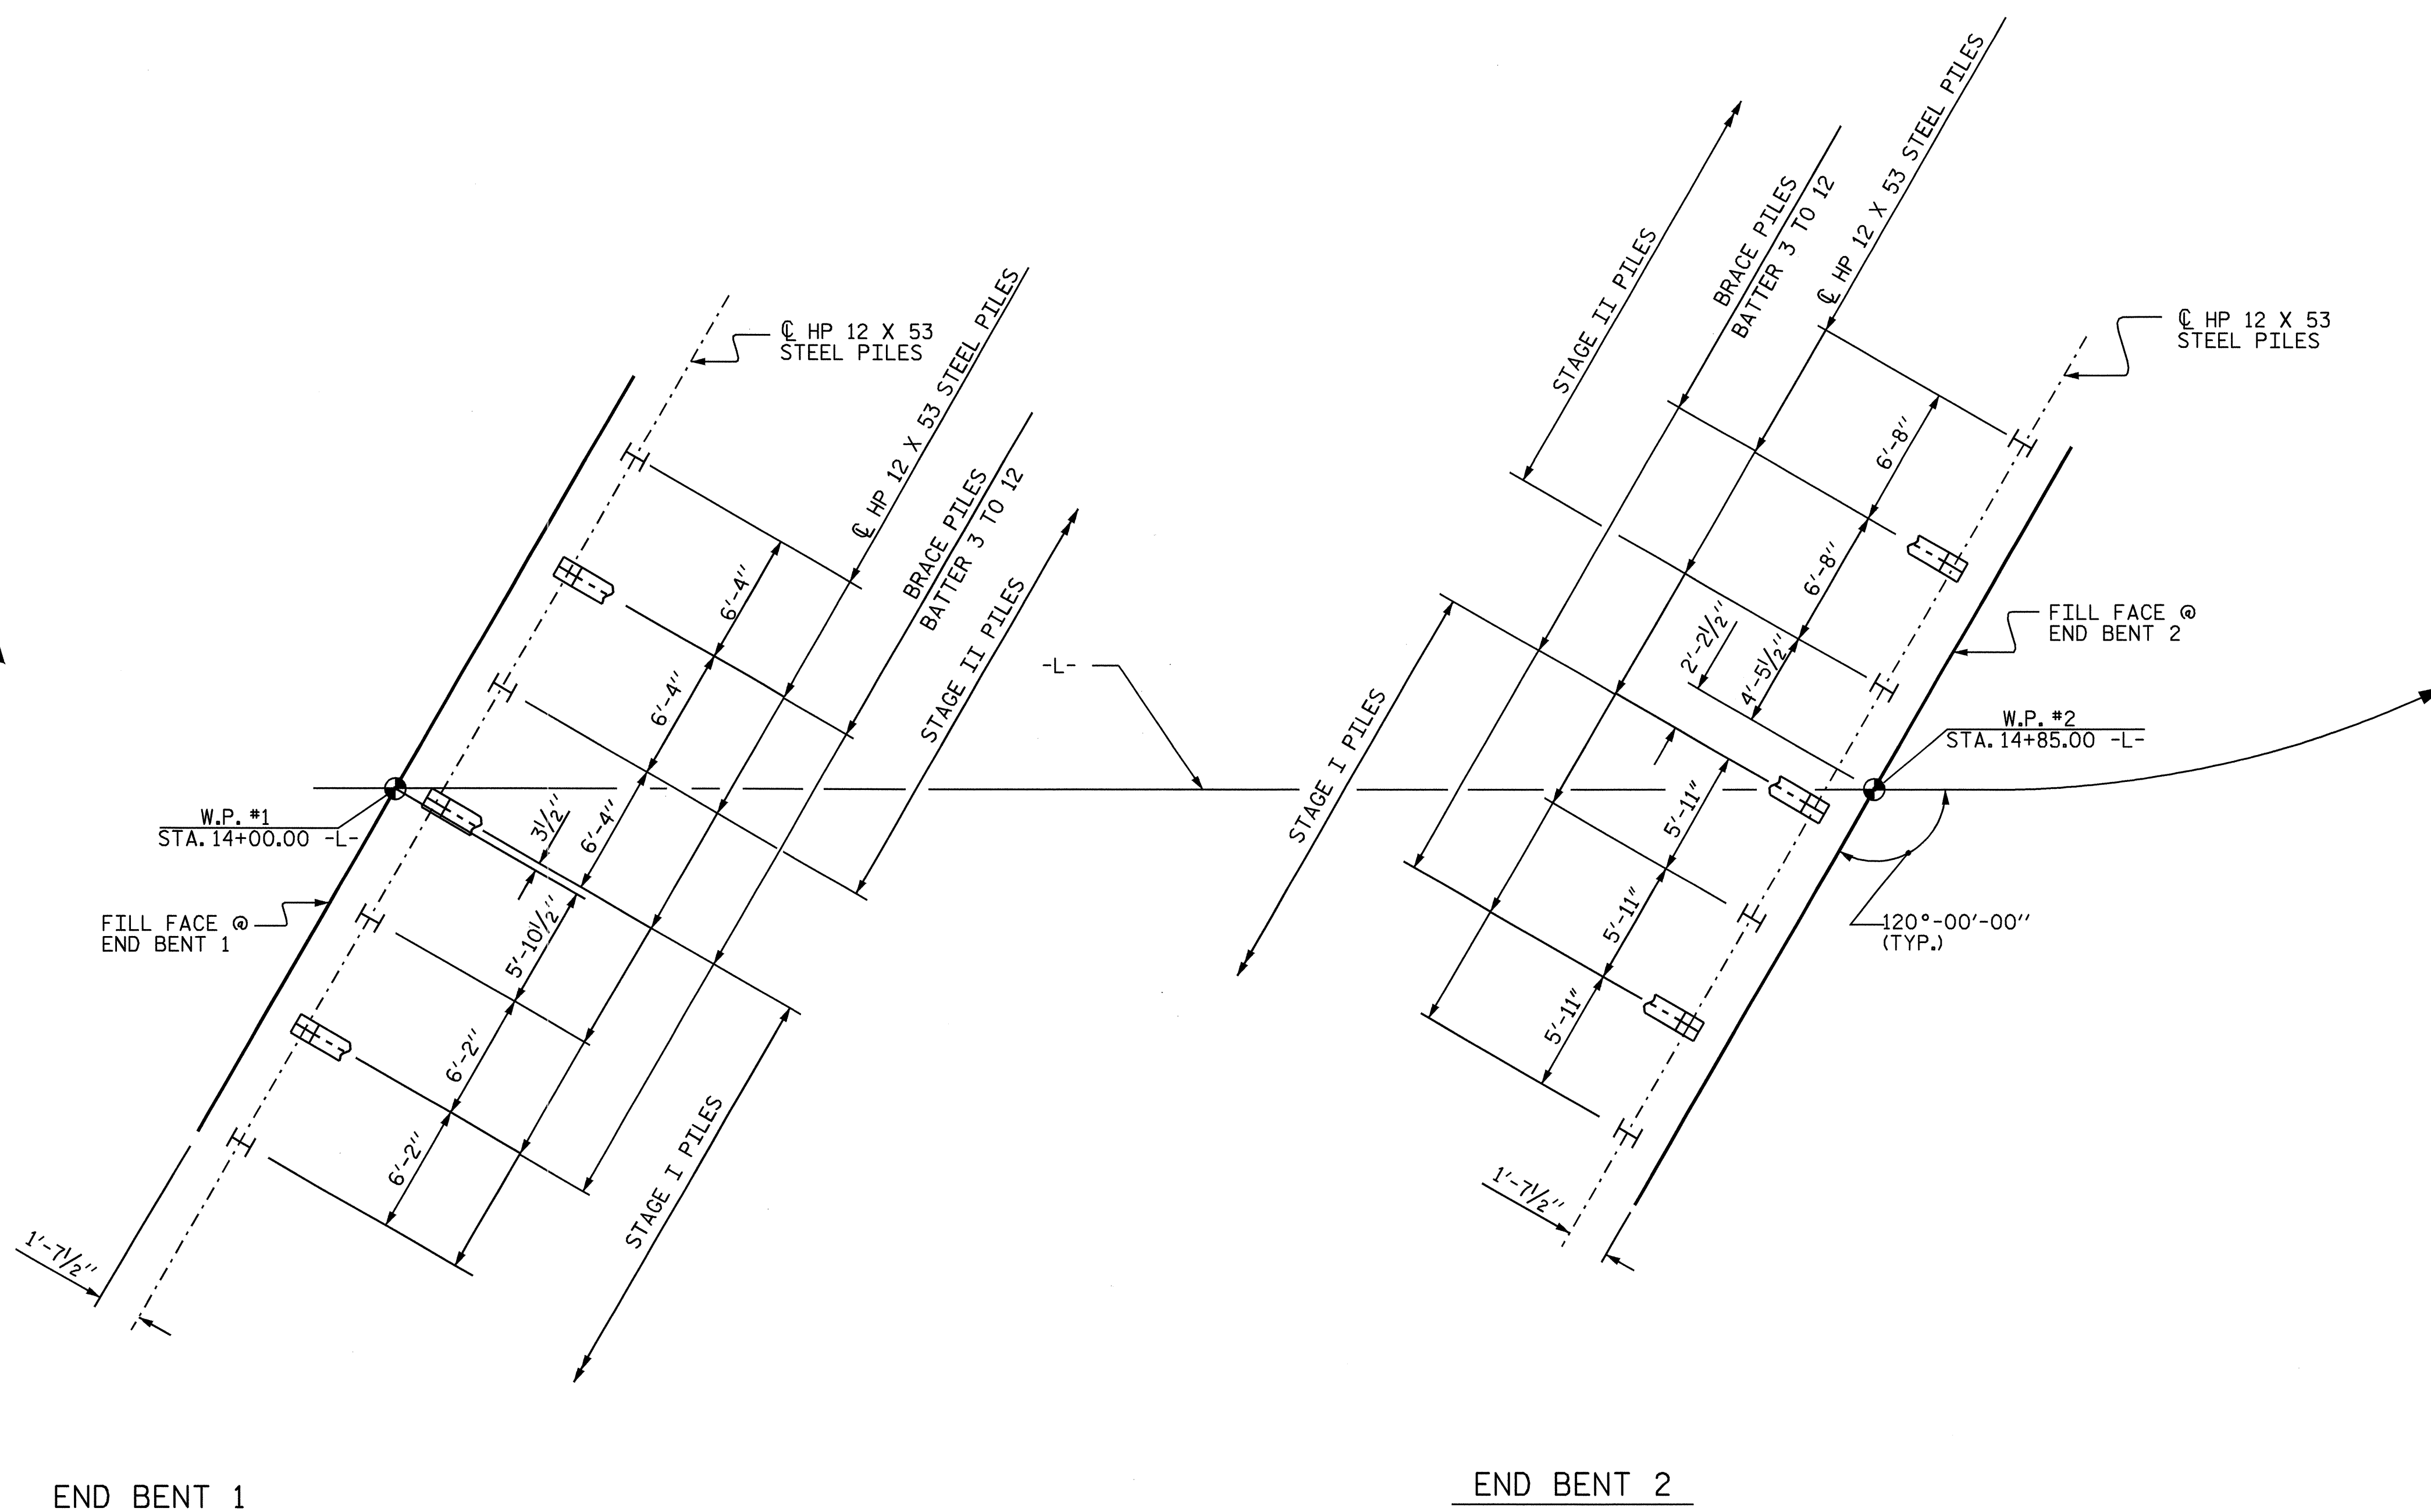 ℄ HP 12 X 53
STEEL PILES
℄ HP 12 X 53 STEEL PILES
BRACE PILES
BATTER 3 TO 12
STAGE II PILES
6'-4"
6'-4"
6'-4"
3½"
5'-10½"
6'-2"
6'-2"
W.P. #1
STA. 14+00.00 -L-
FILL FACE @
END BENT 1
1'-7½"
STAGE I PILES
END BENT 1
-L-
STAGE II PILES
BRACE PILES
BATTER 3 TO 12
℄ HP 12 X 53 STEEL PILES
℄ HP 12 X 53
STEEL PILES
6'-8"
6'-8"
2'-2½"
4'-5½"
FILL FACE @
END BENT 2
W.P. #2
STA. 14+85.00 -L-
STAGE I PILES
5'-11"
5'-11"
5'-11"
120°-00'-00"
(TYP.)
1'-7½"
END BENT 2